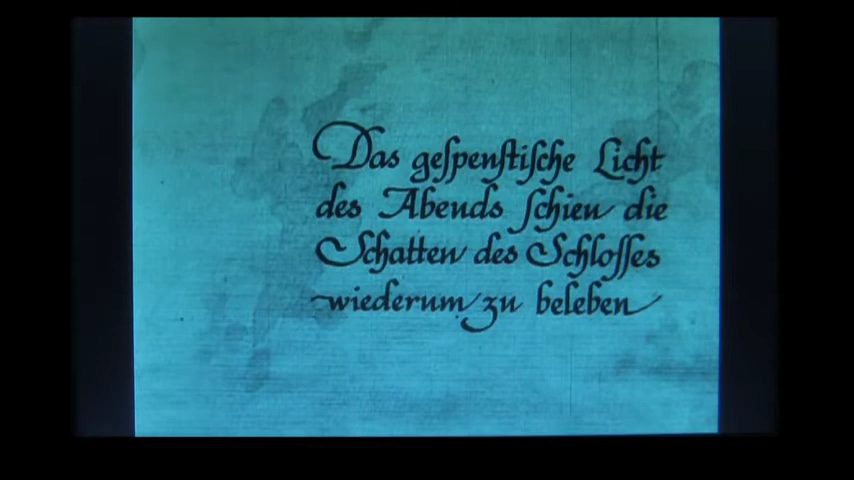 Das geſpenſtiſche Licht
des Abends ſchien die
Schatten des Schloſſes
wiederum zu beleben